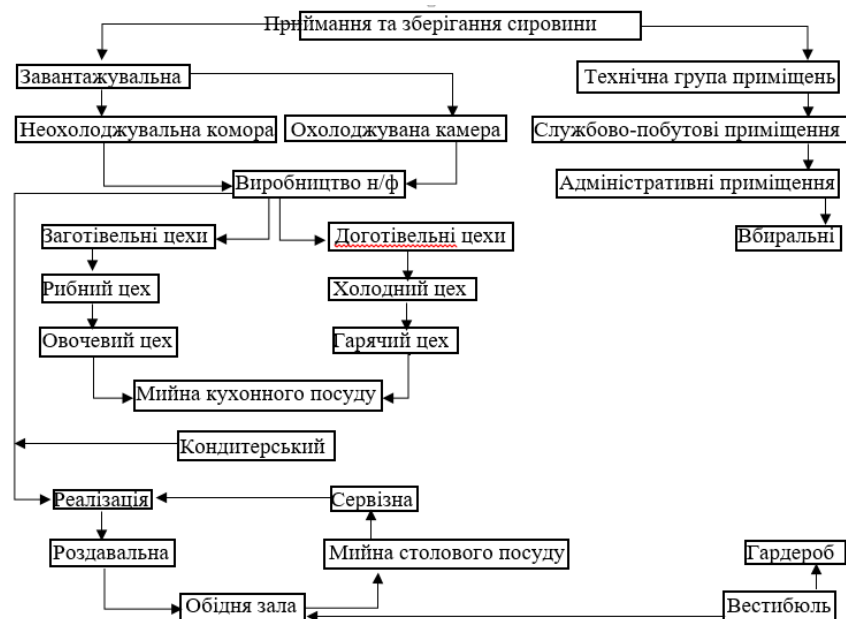 Приймання та зберігання сировини
Завантажувальна
Технічна група приміщень
Неохолоджувальна комора
Охолоджувана камера
Службово-побутові приміщення
Виробництво н/ф
Адміністративні приміщення
Заготівельні цехи
Доготівельні цехи
Вбиральні
Рибний цех
Холодний цех
Овочевий цех
Гарячий цех
Мийна кухонного посуду
Кондитерський
Реалізація
Сервізна
Роздавальна
Мийна столового посуду
Гардероб
Обідня зала
Вестибюль